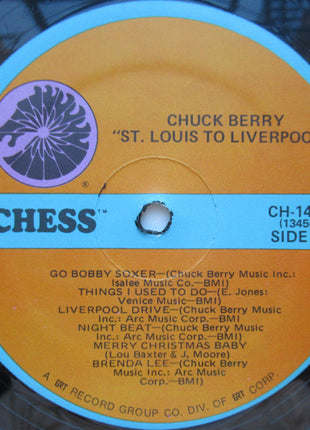 CHUCK BERRY
"ST. LOUIS TO LIVERPOO
CHESS™
®
CH-14
(1345
SIDE
GO BOBBY SOXER—(Chuck Berry Music Inc.:
Isalee Music Co.—BMI)
THINGS I USED TO DO—(E. Jones:
Venice Music—BMI)
LIVERPOOL DRIVE—(Chuck Berry Music
Inc.: Arc Music Corp.—BMI)
NIGHT BEAT—(Chuck Berry Music Inc.:
Arc Music Corp.—BMI)
MERRY CHRISTMAS BABY
(Lou Baxter & J. Moore)
BRENDA LEE—(Chuck Berry Music
Inc.: Arc Music Corp.—BMI)
A GRT RECORD GROUP CO. DIV. OF GRT CORP.